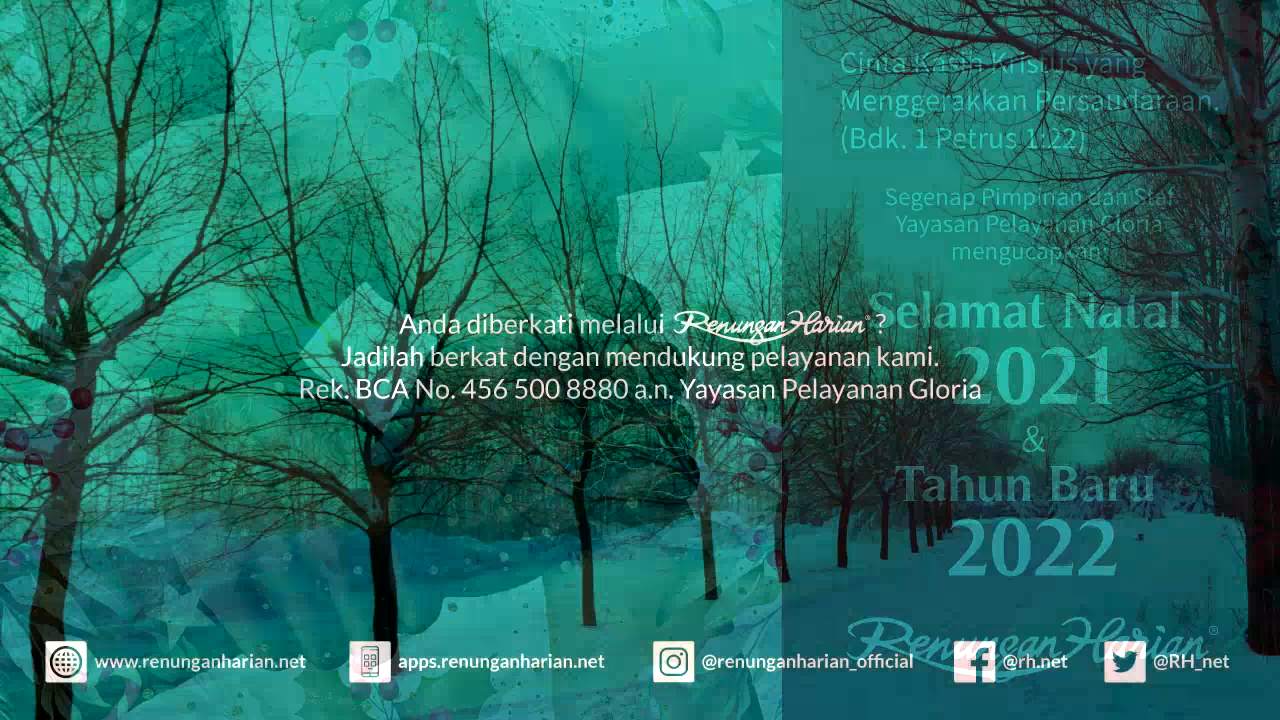 Cinta Kasih Kristus yang
Menggerakkan Persaudaraan.
(Bdk. 1 Petrus 1:22)
Segenap Pimpinan dan Staf
Yayasan Pelayanan Gloria
mengucapkan
Selamat Natal
2021
&
Tahun Baru
2022
Renungan Harian®
Anda diberkati melalui Renungan Harian®?
Jadilah berkat dengan mendukung pelayanan kami.
Rek. BCA No. 456 500 8880 a.n. Yayasan Pelayanan Gloria
www.renunganharian.net
apps.renunganharian.net
@renunganharian_official
@rh.net
@RH_net